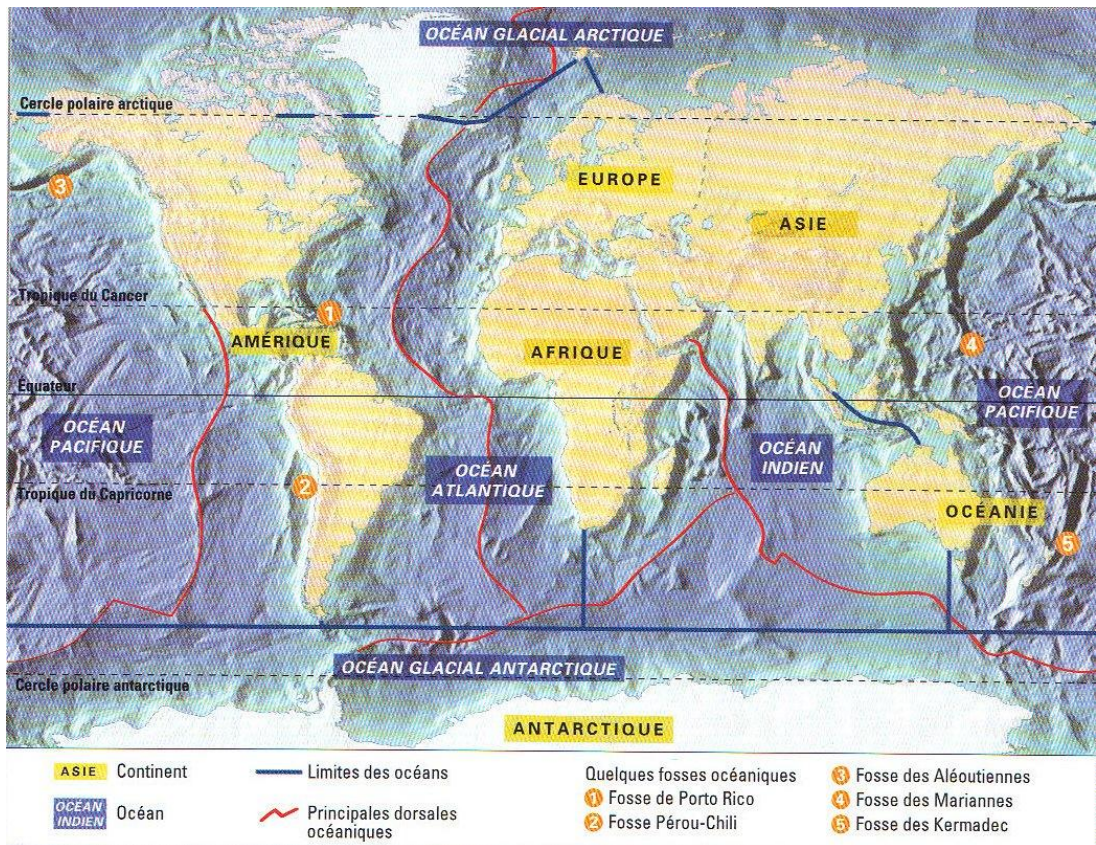 OCÉAN GLACIAL ARCTIQUE
Cercle polaire arctique
3
EUROPE
ASIE
Tropique du Cancer
1
AMÉRIQUE
4
AFRIQUE
Équateur
OCÉAN
PACIFIQUE
OCÉAN
PACIFIQUE
OCÉAN
INDIEN
OCÉAN
ATLANTIQUE
2
Tropique du Capricorne
OCÉANIE
5
OCÉAN GLACIAL ANTARCTIQUE
Cercle polaire antarctique
ANTARCTIQUE
ASIE Continent
OCÉAN
INDIEN
Océan
Limites des océans
Principales dorsales
océaniques
Quelques fosses océaniques
1 Fosse de Porto Rico
2 Fosse Pérou-Chili
3 Fosse des Aléoutiennes
4 Fosse des Mariannes
5 Fosse des Kermadec